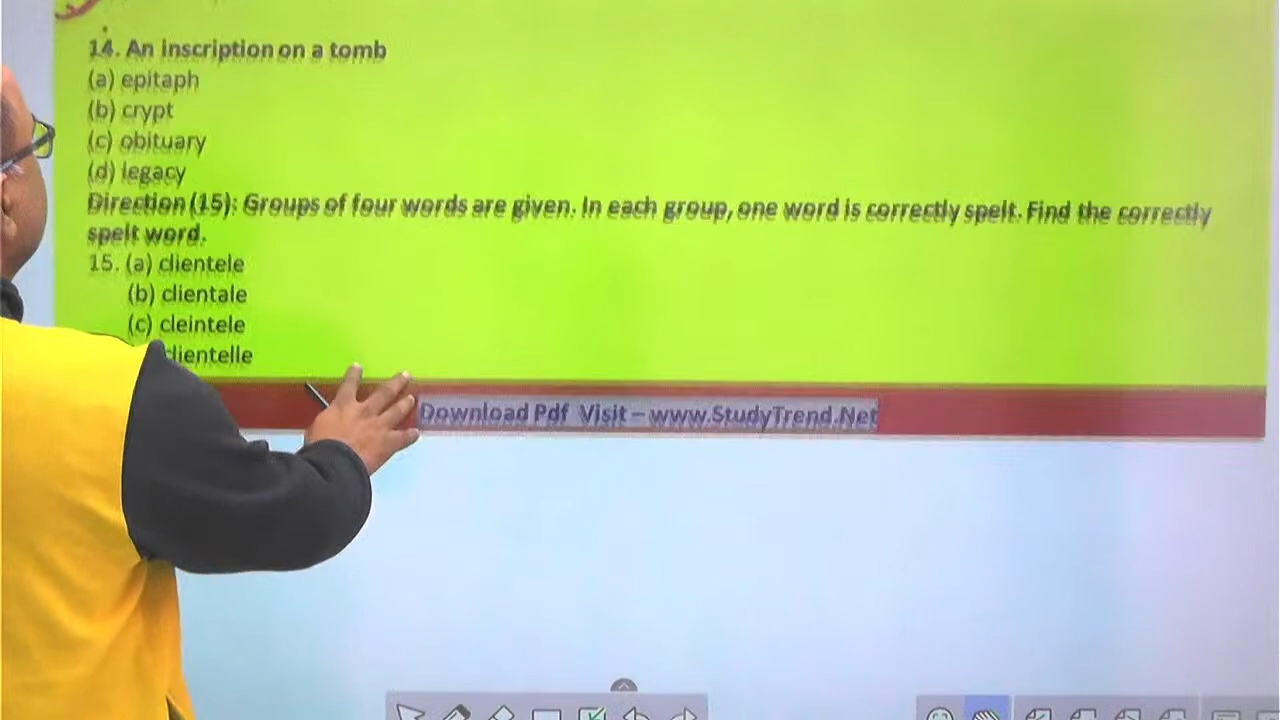 14. An inscription on a tomb
(a) epitaph
(b) crypt
(c) obituary
(d) legacy
Direction (15): Groups of four words are given. In each group, one word is correctly spelt. Find the correctly
spelt word.
15. (a) clientele
(b) clientale
(c) cleintele
clientelle
Download Pdf Visit – www.StudyTrend.Net